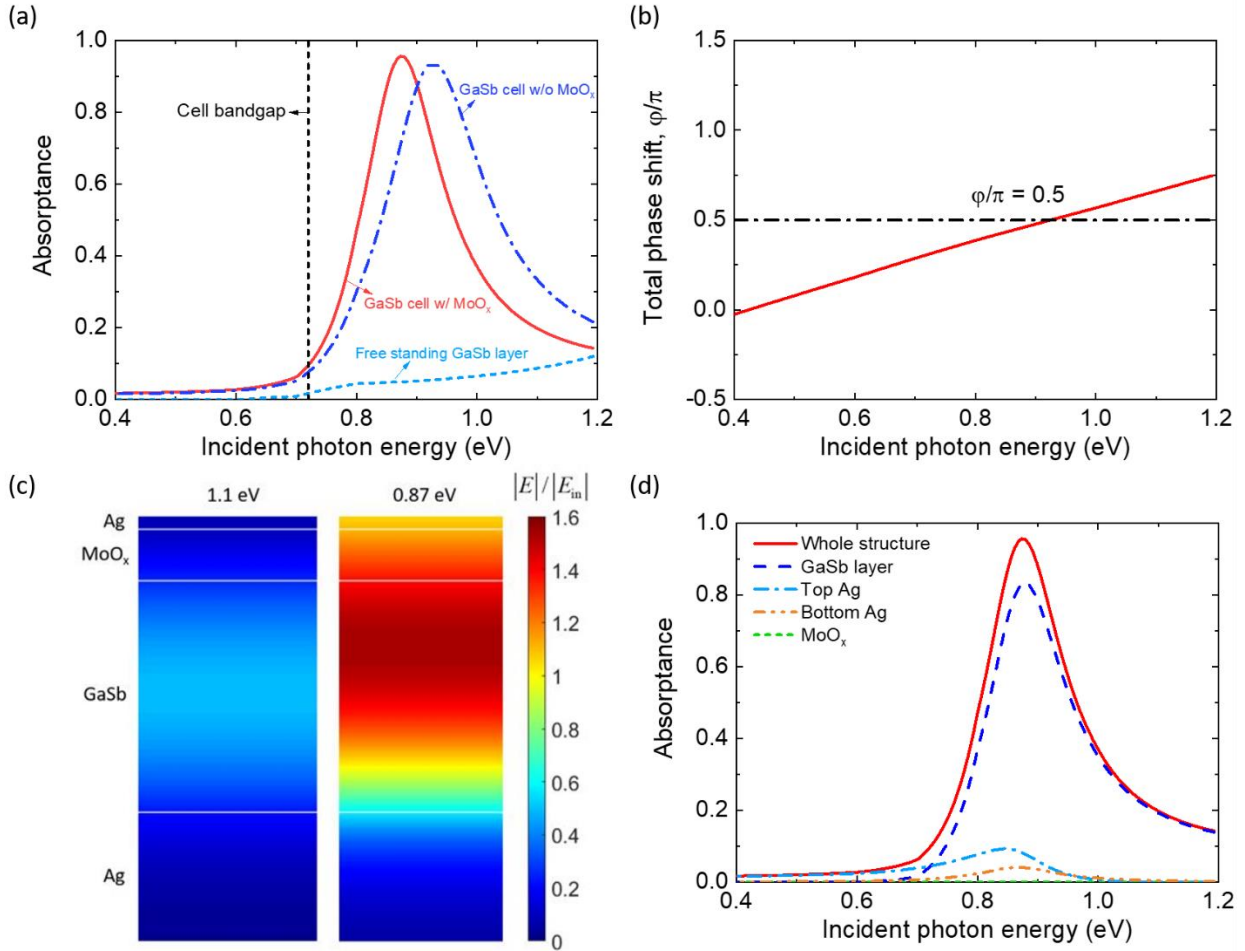 (a)
1.0
0.8
0.6
0.4
0.2
0.0
0.4
0.6
0.8
1.0
1.2
Absorptance
Incident photon energy (eV)
Cell bandgap
GaSb cell w/o MoOₓ
GaSb cell w/ MoOₓ
Free standing GaSb layer
(b)
1.5
1.0
0.5
0.0
-0.5
0.4
0.6
0.8
1.0
1.2
Total phase shift, φ/π
Incident photon energy (eV)
φ/π = 0.5
(c)
1.1 eV
0.87 eV
|E|/|Eᵢₙ|
Ag
MoOₓ
GaSb
Ag
1.6
1.4
1.2
1
0.8
0.6
0.4
0.2
0
(d)
1.0
0.8
0.6
0.4
0.2
0.0
0.4
0.6
0.8
1.0
1.2
Absorptance
Incident photon energy (eV)
Whole structure
GaSb layer
Top Ag
Bottom Ag
MoOₓ